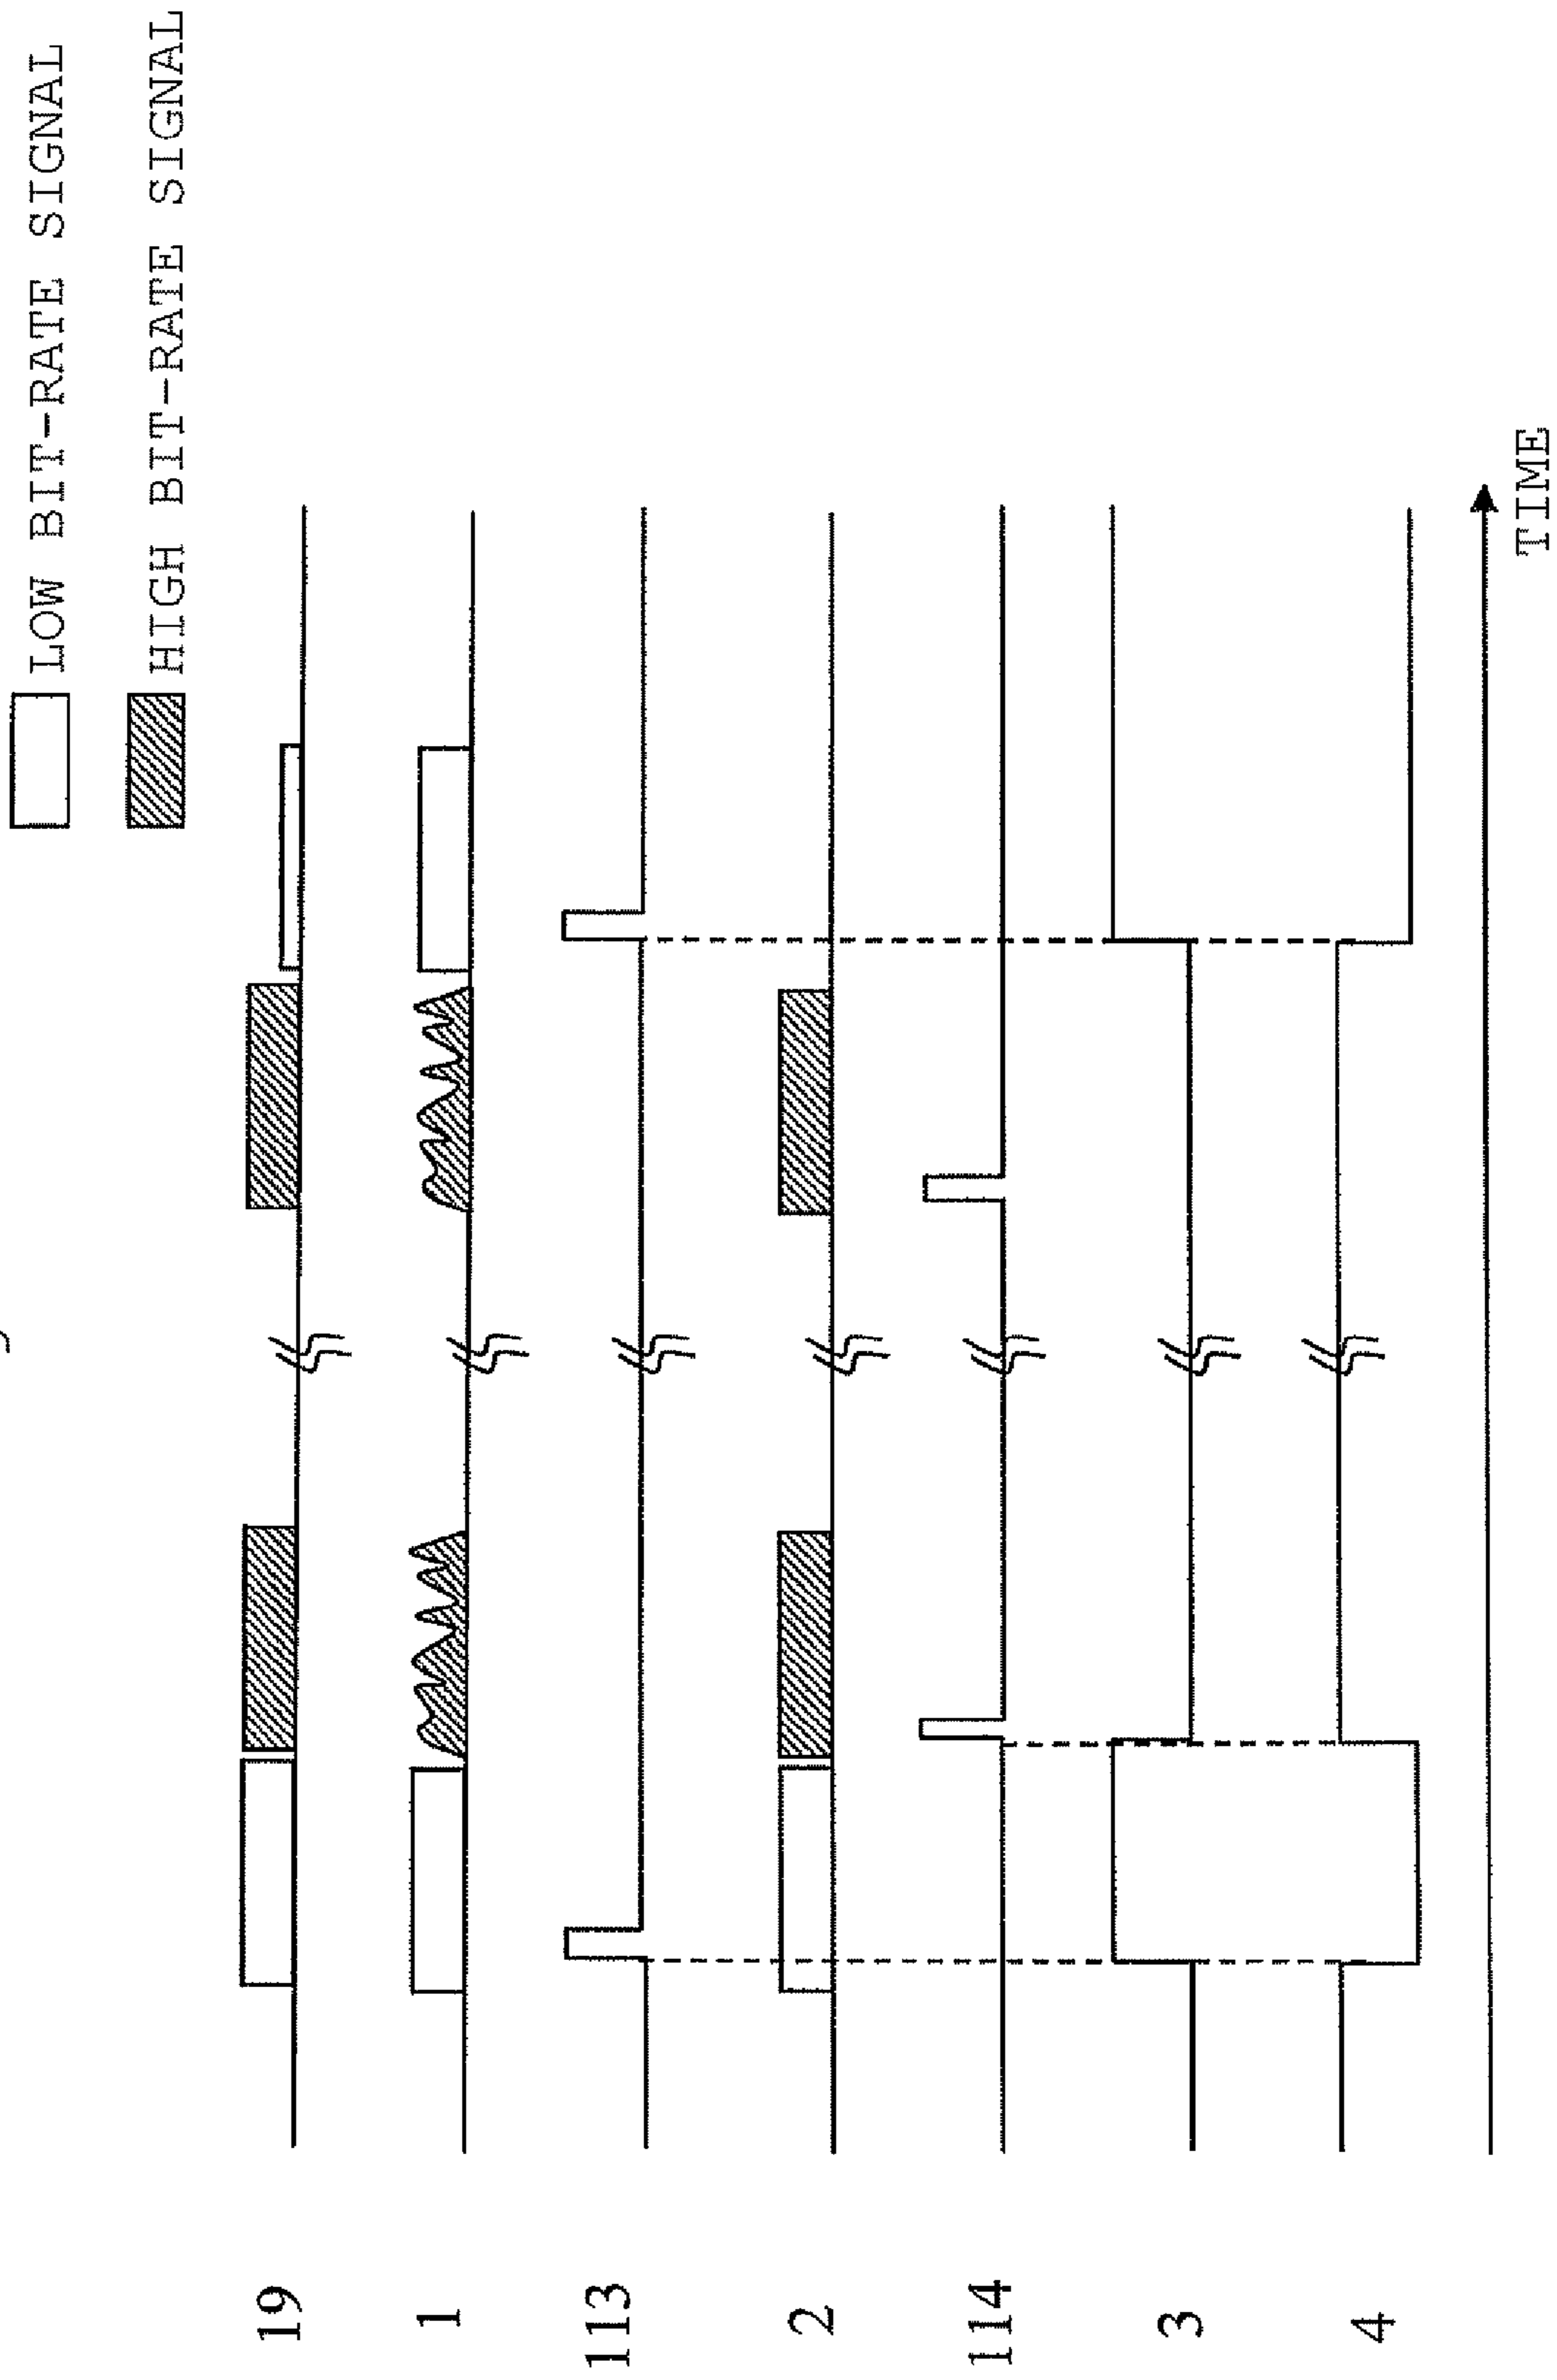 LOW BIT-RATE SIGNAL
HIGH BIT-RATE SIGNAL
19
1
113
2
114
3
4
TIME